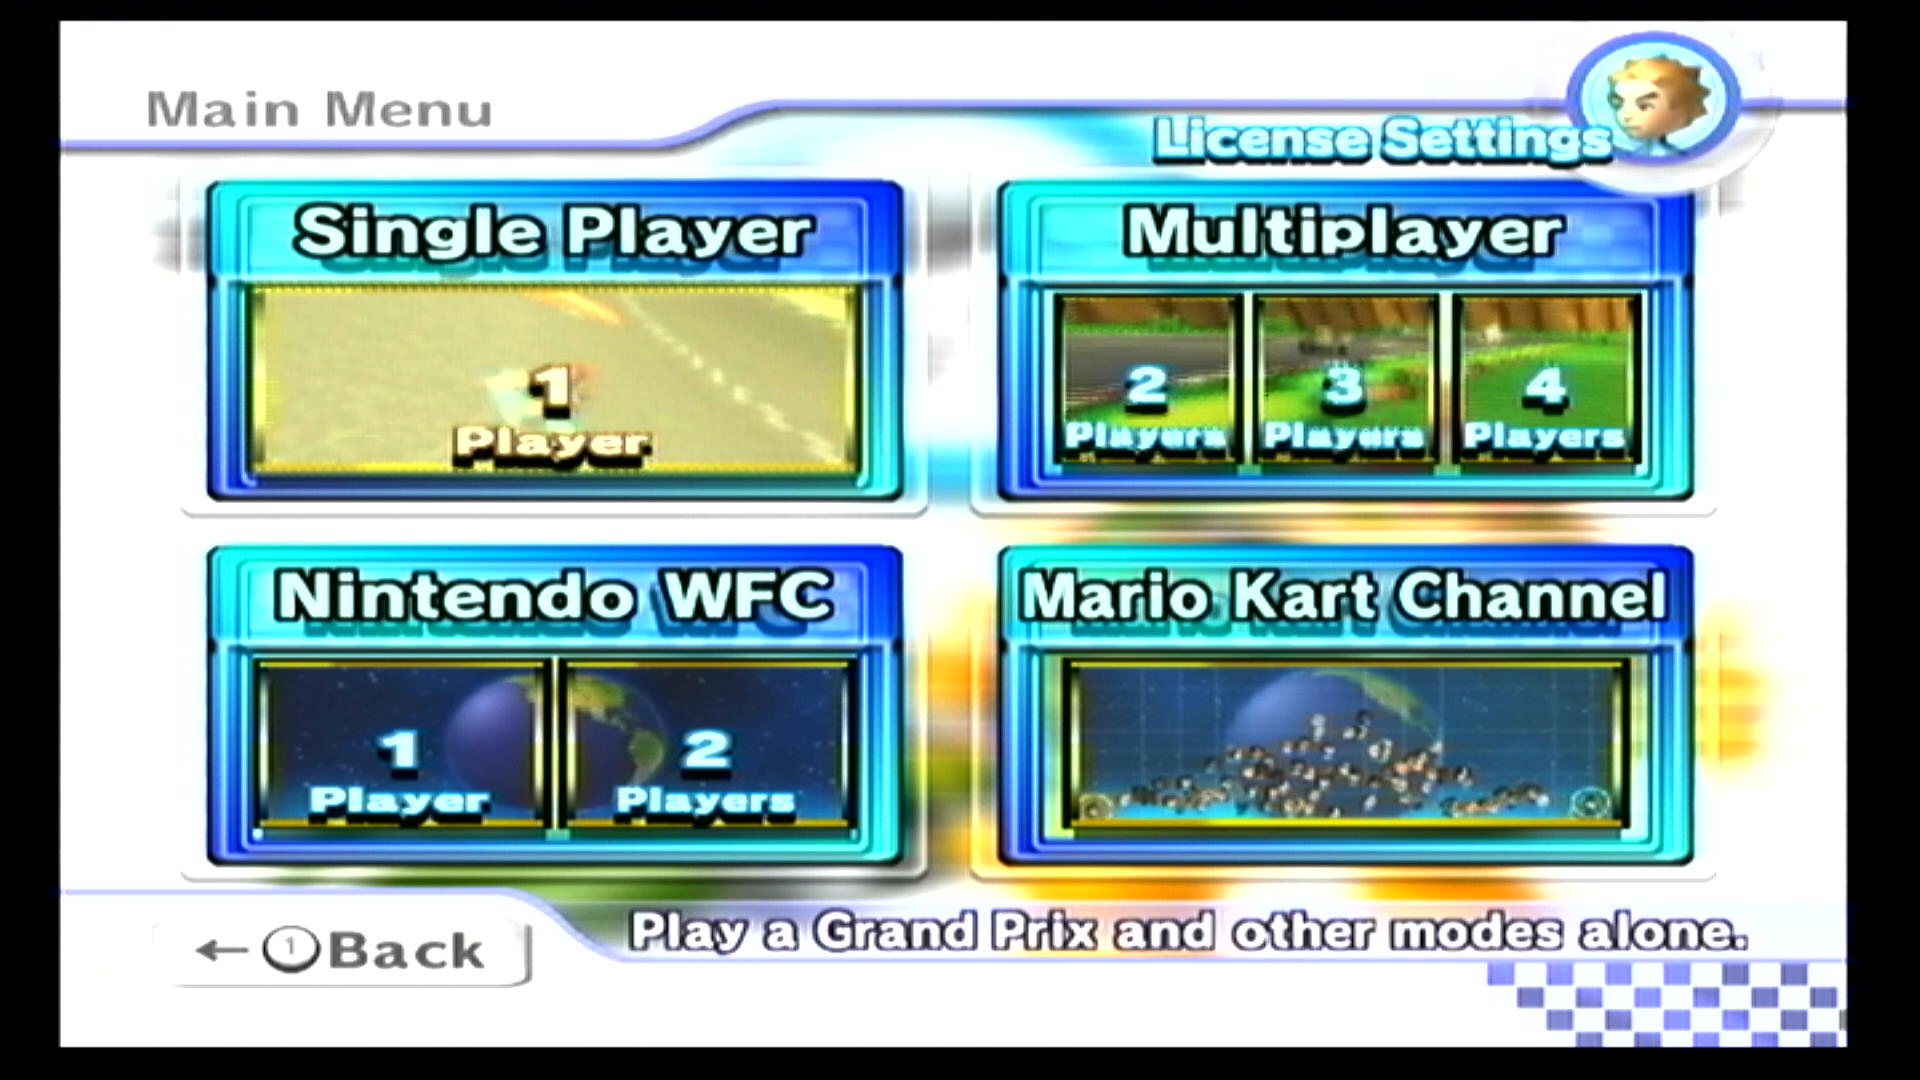 Main Menu
License Settings
Single Player
1
Player
Multiplayer
2
Players
3
Players
4
Players
Nintendo WFC
1
Player
2
Players
Mario Kart Channel
← 1 Back
Play a Grand Prix and other modes alone.